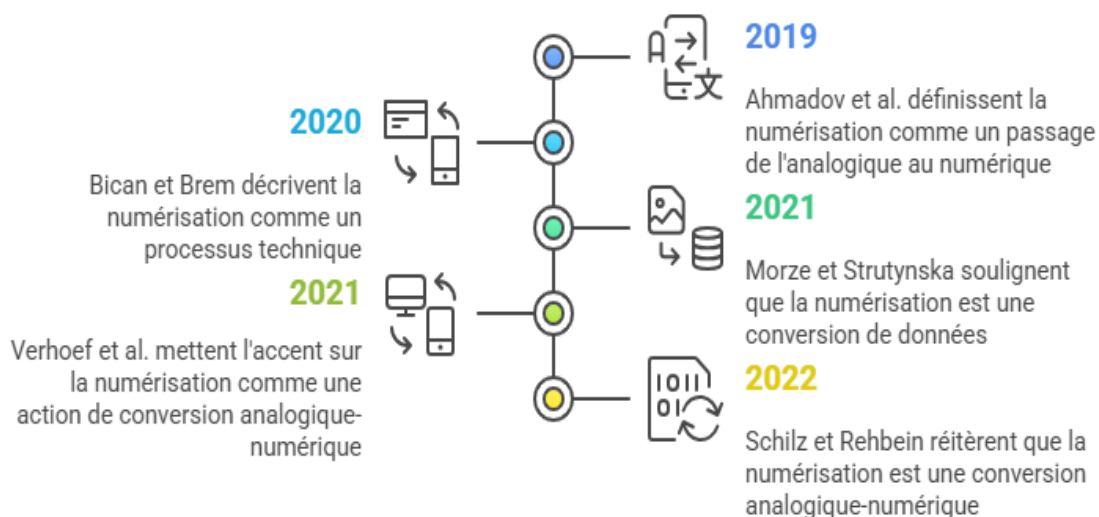 2019
Ahmadov et al. définissent la
numérisation comme un passage
de l'analogique au numérique
2020
Bican et Brem décrivent la
numérisation comme un
processus technique
2021
Morze et Strutynska soulignent
que la numérisation est une
conversion de données
2021
Verhoef et al. mettent l'accent sur
la numérisation comme une
action de conversion analogique-
numérique
2022
Schilz et Rehbein réitèrent que la
numérisation est une conversion
analogique-numérique